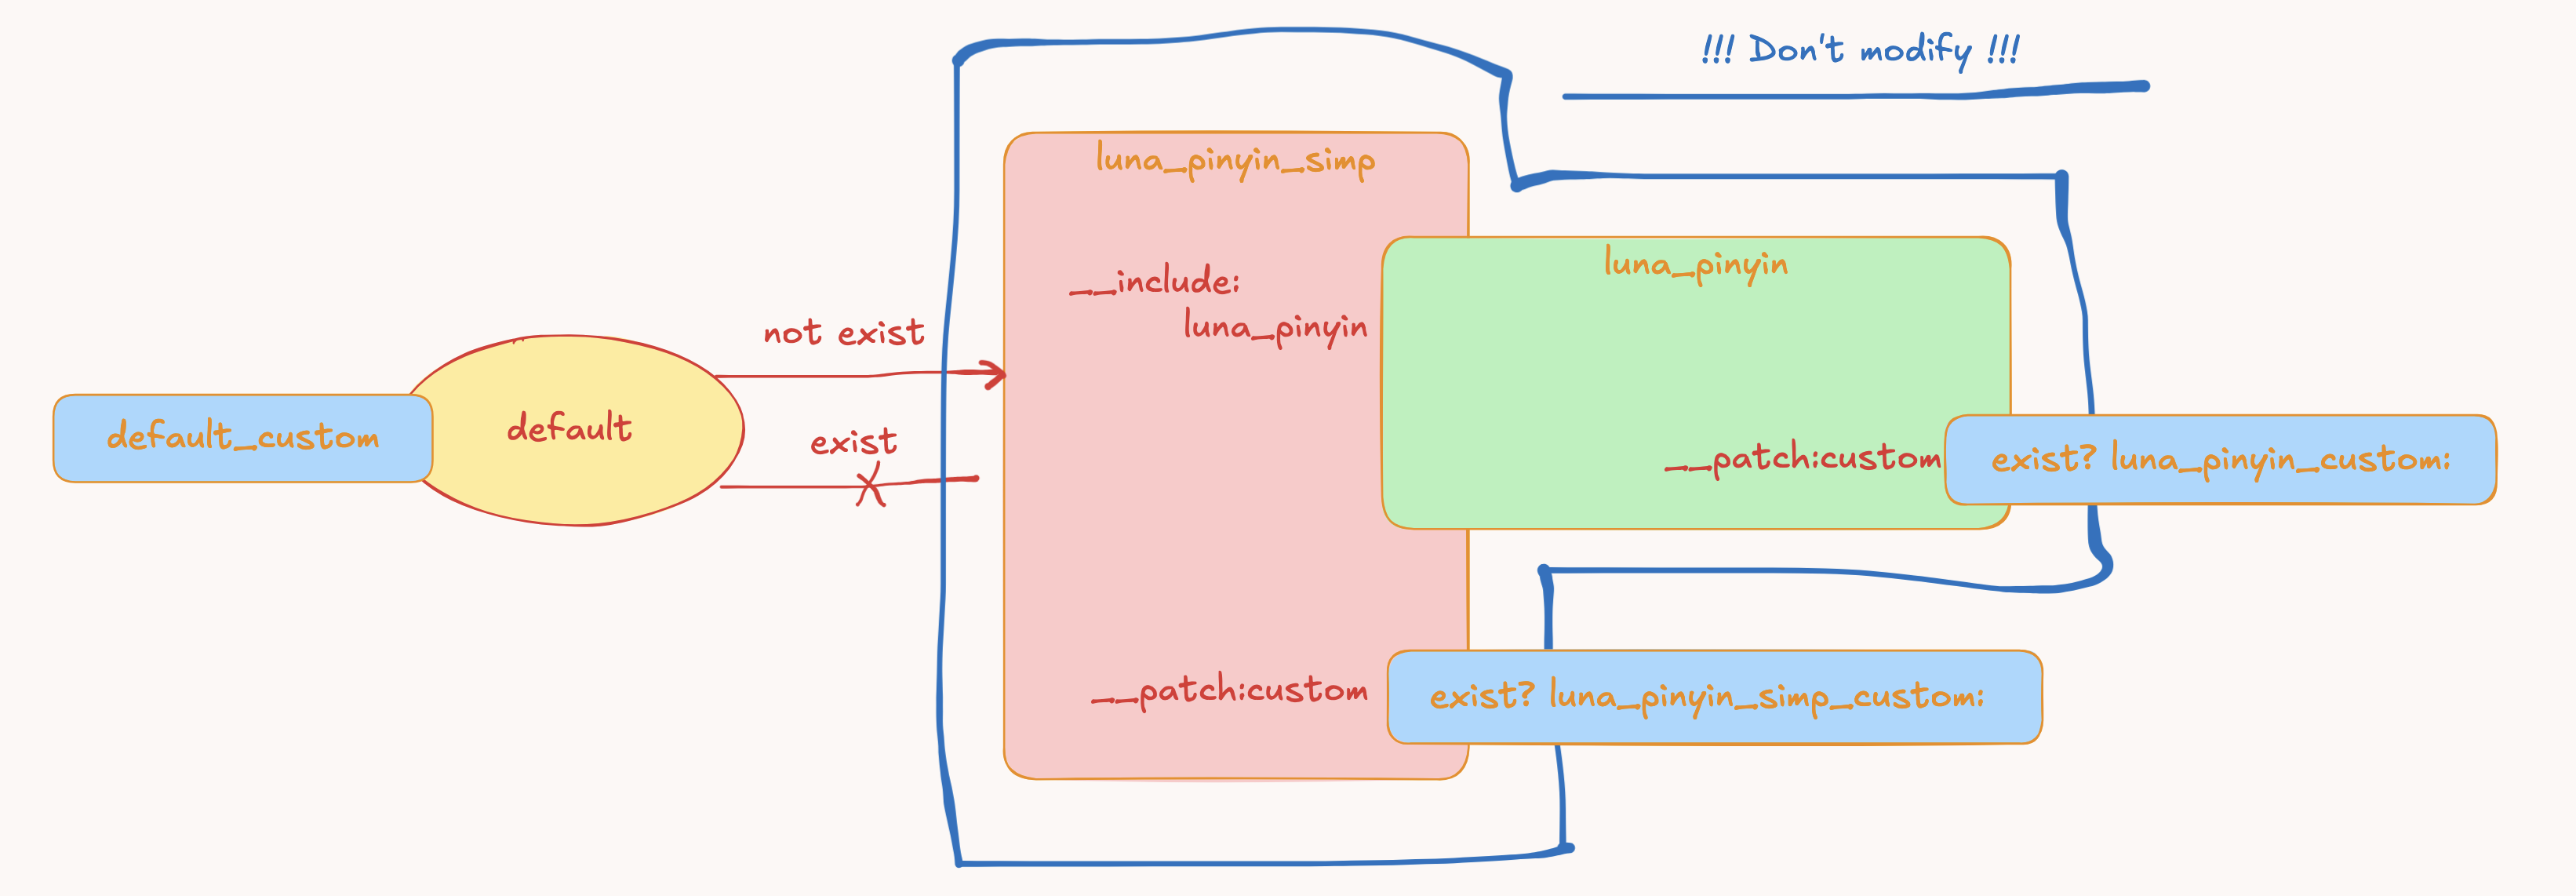 !!! Don't modify !!!
luna_pinyin_simp
__include:
luna_pinyin
luna_pinyin
not exist
default_custom
default
exist
__patch:custom
exist? luna_pinyin_custom:
__patch:custom
exist? luna_pinyin_simp_custom: